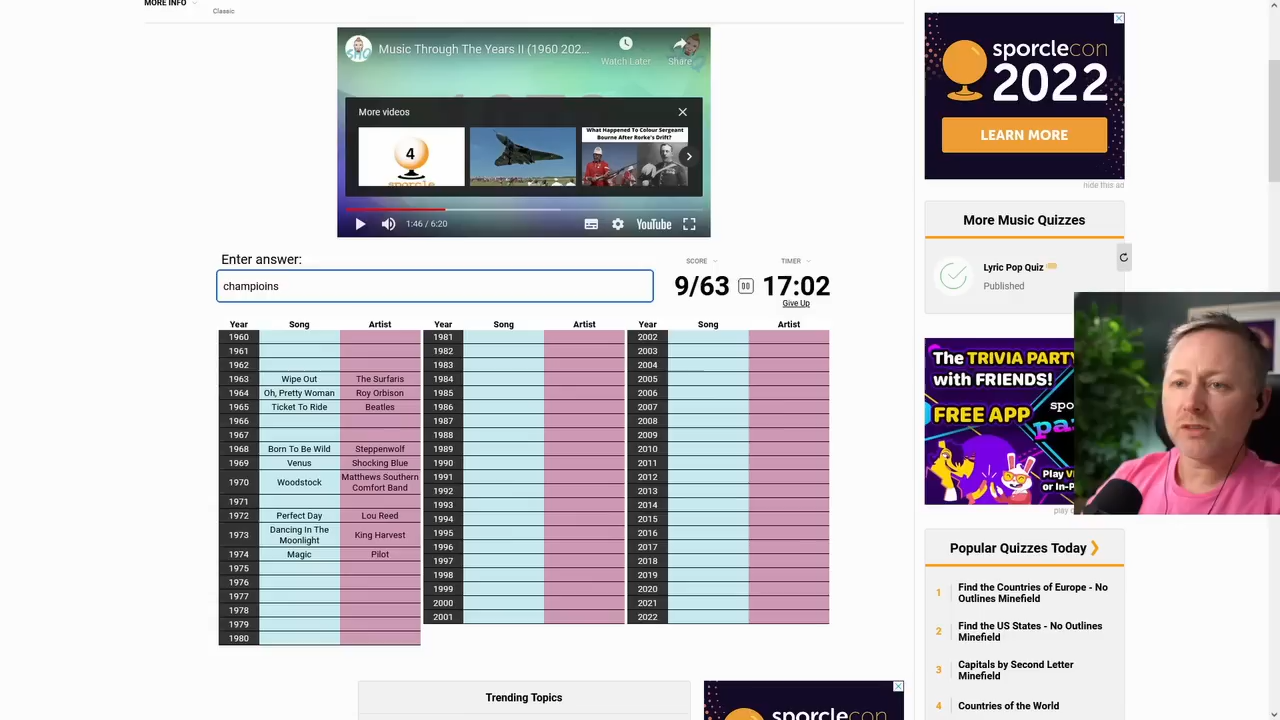 MORE INFO
Classic
Music Through The Years II (1960 202...
Watch Later
Share
More videos
4
sporcle
What Happened To Colour Sergeant
Bourne After Rorke's Drift?
1:46 / 6:20
YouTube
Enter answer:
champioins
SCORE
9/63
TIMER
17:02
Give Up
Year Song Artist
1960
1961
1962
1963 Wipe Out The Surfaris
1964 Oh, Pretty Woman Roy Orbison
1965 Ticket To Ride Beatles
1966
1967
1968 Born To Be Wild Steppenwolf
1969 Venus Shocking Blue
1970 Woodstock Matthews Southern
Comfort Band
1971
1972 Perfect Day Lou Reed
1973 Dancing In The
Moonlight King Harvest
1974 Magic Pilot
1975
1976
1977
1978
1979
1980
Year Song Artist
1981
1982
1983
1984
1985
1986
1987
1988
1989
1990
1991
1992
1993
1994
1995
1996
1997
1998
1999
2000
2001
Year Song Artist
2002
2003
2004
2005
2006
2007
2008
2009
2010
2011
2012
2013
2014
2015
2016
2017
2018
2019
2020
2021
2022
Trending Topics
sporclecon
sporclecon
2022
LEARN MORE
hide this ad
More Music Quizzes
Lyric Pop Quiz
Published
The TRIVIA PARTY
with FRIENDS!
FREE APP
spo
pa
Play Vi
or In-P
Popular Quizzes Today
1 Find the Countries of Europe - No
Outlines Minefield
2 Find the US States - No Outlines
Minefield
3 Capitals by Second Letter
Minefield
4 Countries of the World